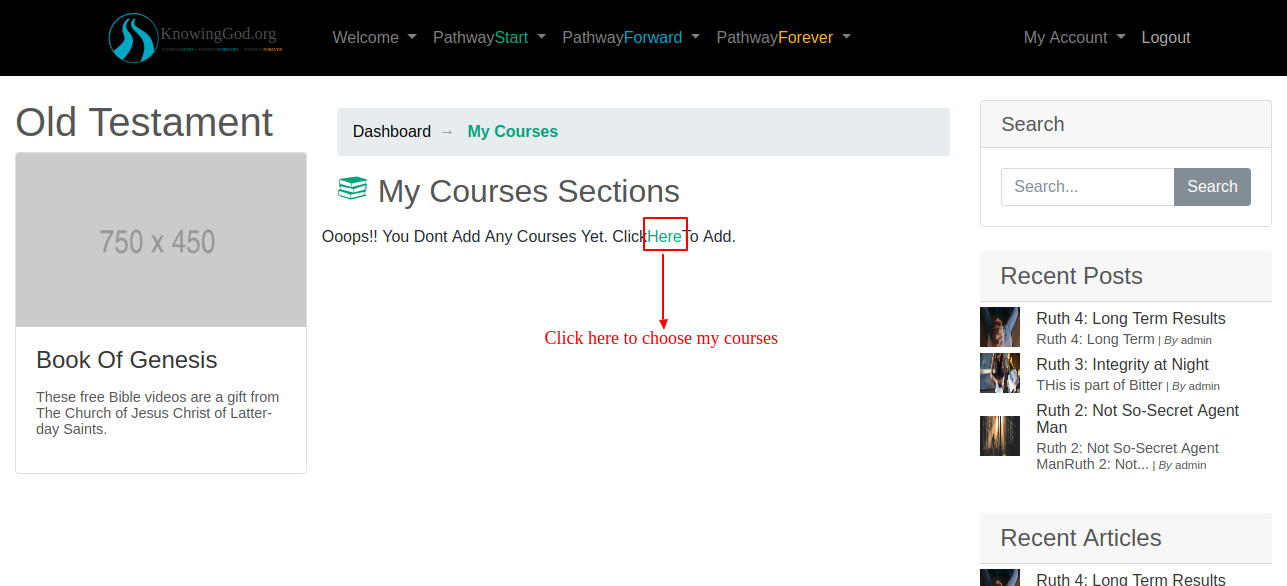 KnowingGod.org
Welcome PathwayStart PathwayForward PathwayForever My Account Logout
Old Testament
750 x 450
Book Of Genesis
These free Bible videos are a gift from
The Church of Jesus Christ of Latter-
day Saints.
Dashboard → My Courses
My Courses Sections
Ooops!! You Dont Add Any Courses Yet. ClickHereTo Add.
Click here to choose my courses
Search
Search... Search
Recent Posts
Ruth 4: Long Term Results
Ruth 4: Long Term | By admin
Ruth 3: Integrity at Night
THis is part of Bitter | By admin
Ruth 2: Not So-Secret Agent
Man
Ruth 2: Not So-Secret Agent
ManRuth 2: Not... | By admin
Recent Articles
Ruth 4: Long Term Results